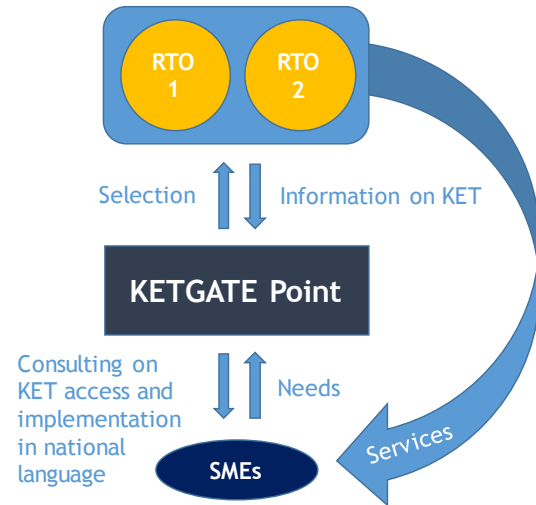 RTO
1
RTO
2
Selection
Information on KET
KETGATE Point
Consulting on
KET access and
implementation
in national
language
Needs
Services
SMEs